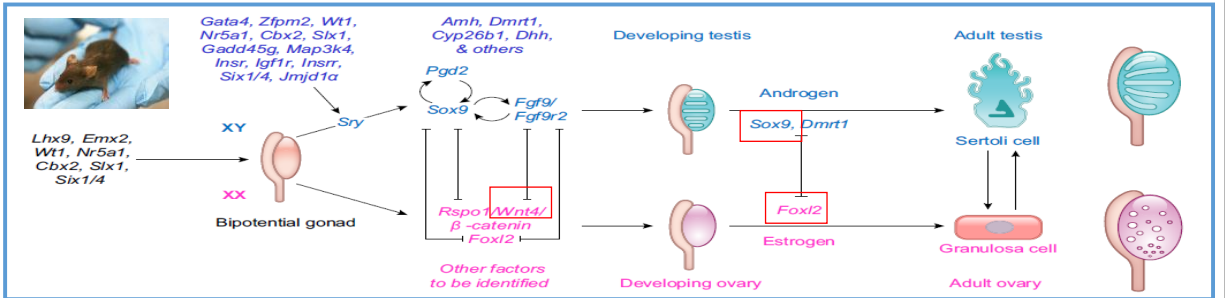 Gata4, Zfpm2, Wt1,
Nr5a1, Cbx2, Slx1,
Gadd45g, Map3k4,
Insr, Igf1r, Insrr,
Six1/4, Jmjd1α
Amh, Dmrt1,
Cyp26b1, Dhh,
& others
Pgd2
Sox9
Fgf9/
Fgf9r2
Developing testis
Adult testis
Androgen
Sox9, Dmrt1
Sertoli cell
Sry
XY
Lhx9, Emx2,
Wt1, Nr5a1,
Cbx2, Slx1,
Six1/4
XX
Bipotential gonad
Rspo1/Wnt4/
β -catenin
Foxl2
Other factors
to be identified
Foxl2
Estrogen
Developing ovary
Granulosa cell
Adult ovary